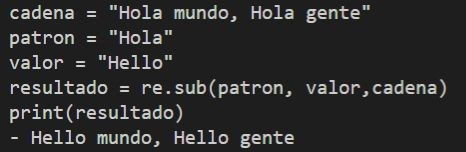 cadena = "Hola mundo, Hola gente"
patron = "Hola"
valor = "Hello"
resultado = re.sub(patron, valor,cadena)
print(resultado)
- Hello mundo, Hello gente